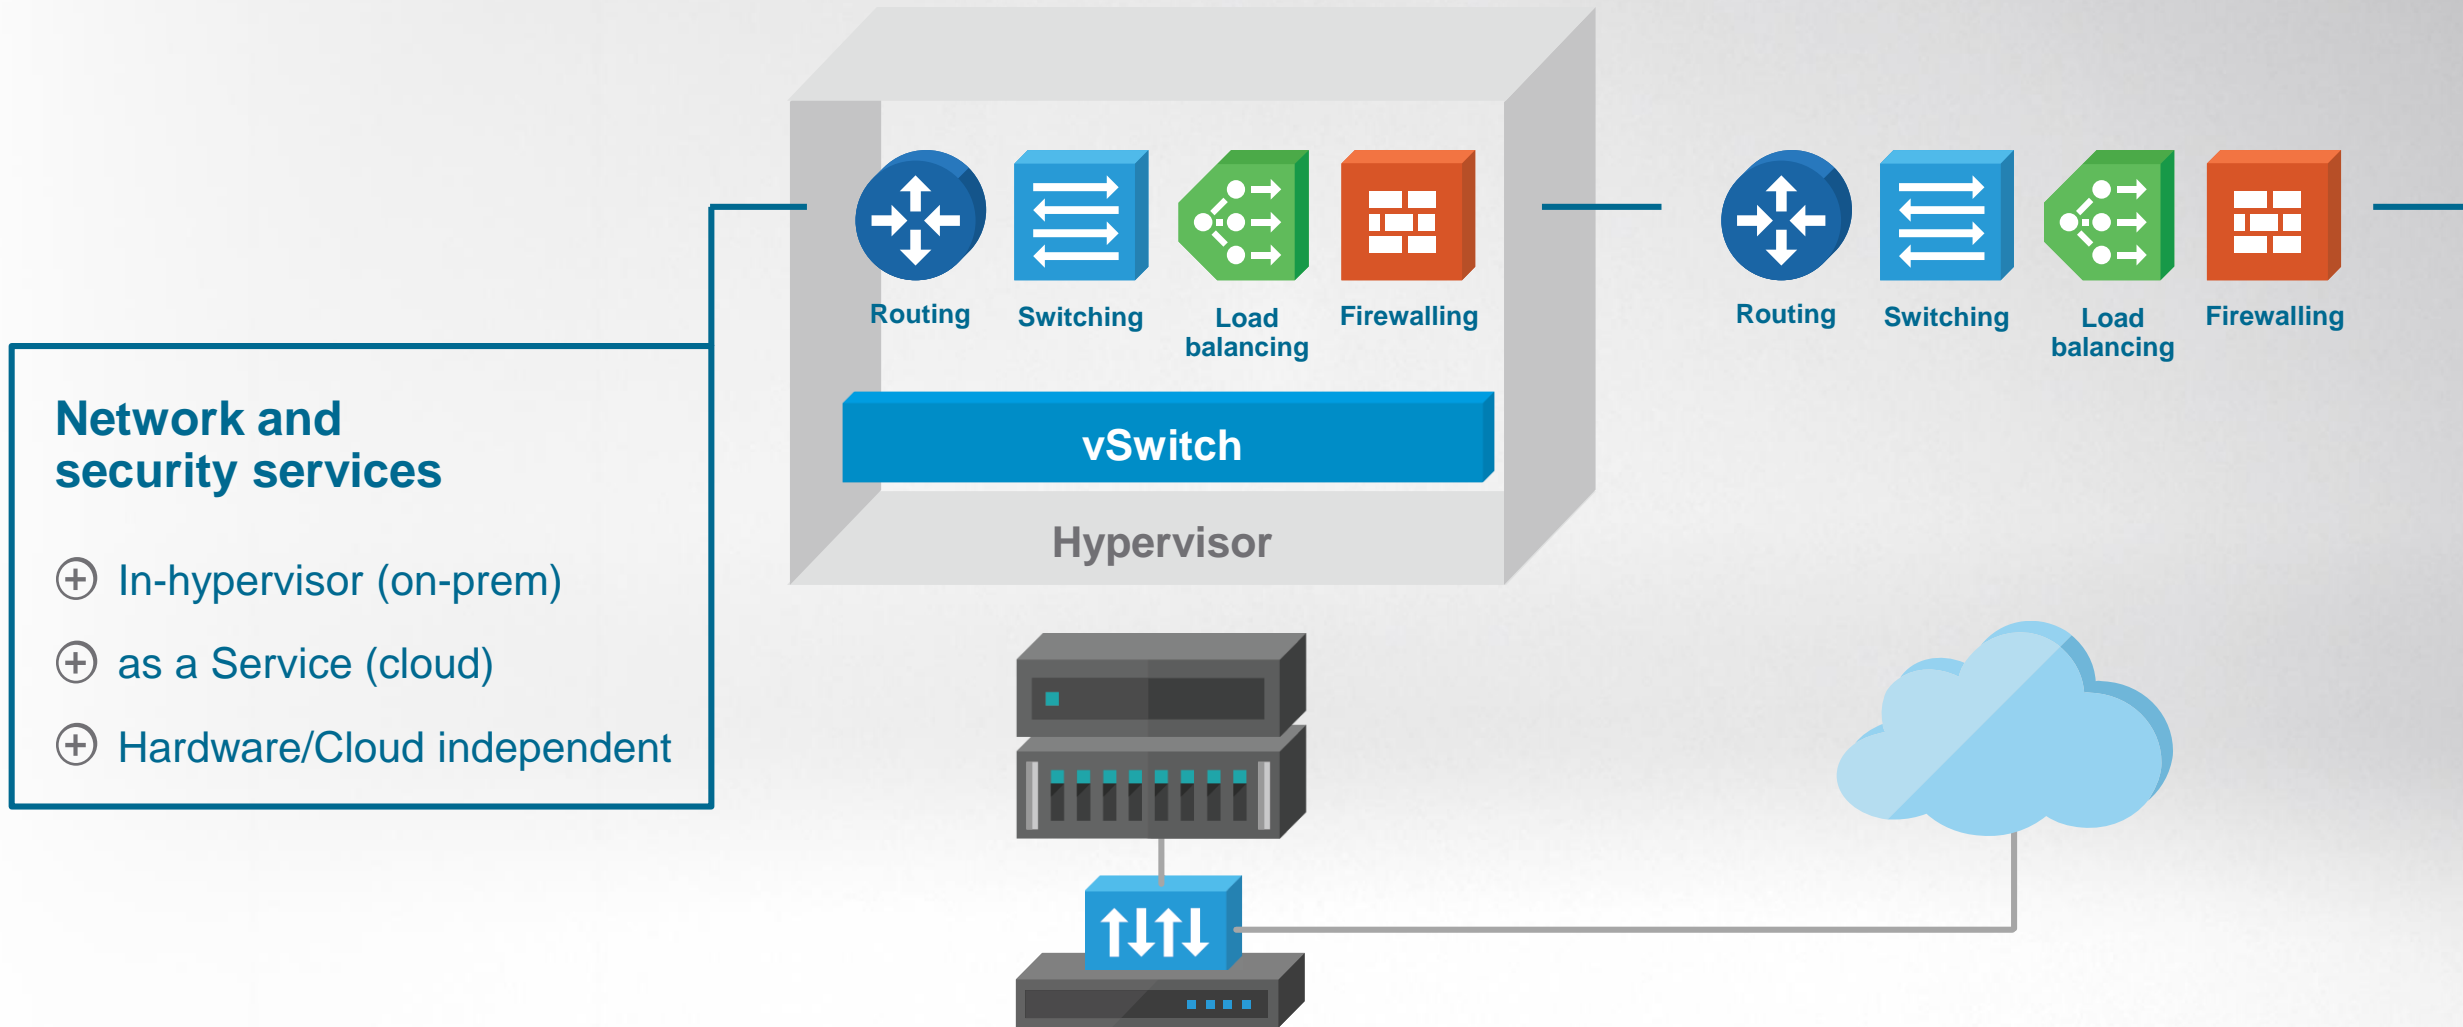 Routing
Switching
Load
balancing
Firewalling
Routing
Switching
Load
balancing
Firewalling
vSwitch
Hypervisor
Network and
security services
In-hypervisor (on-prem)
as a Service (cloud)
Hardware/Cloud independent